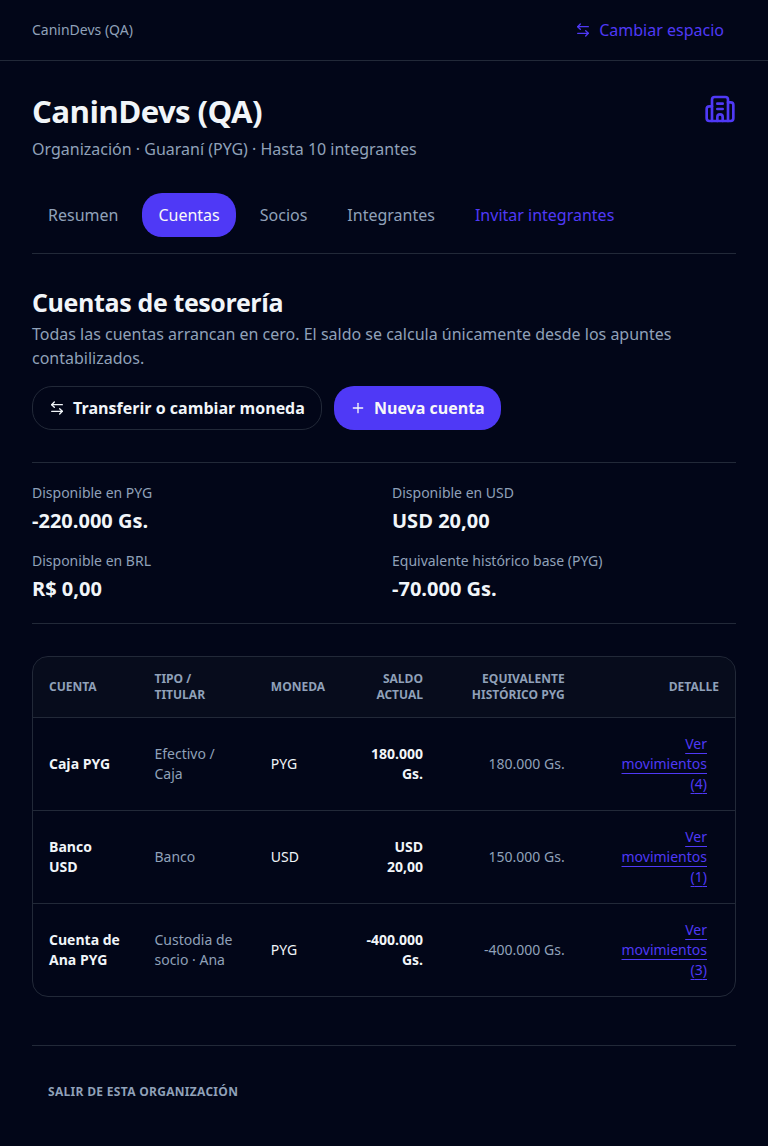 CaninDevs (QA)
Cambiar espacio
CaninDevs (QA)
Organización · Guaraní (PYG) · Hasta 10 integrantes
Resumen
Cuentas
Socios
Integrantes
Invitar integrantes
Cuentas de tesorería
Todas las cuentas arrancan en cero. El saldo se calcula únicamente desde los apuntes
contabilizados.
Transferir o cambiar moneda
Nueva cuenta
Disponible en PYG
-220.000 Gs.
Disponible en USD
USD 20,00
Disponible en BRL
R$ 0,00
Equivalente histórico base (PYG)
-70.000 Gs.
CUENTA
TIPO /
TITULAR
MONEDA
SALDO
ACTUAL
EQUIVALENTE
HISTÓRICO PYG
DETALLE
Caja PYG
Efectivo /
Caja
PYG
180.000
Gs.
180.000 Gs.
Ver
movimientos
(4)
Banco
USD
Banco
USD
USD
20,00
150.000 Gs.
Ver
movimientos
(1)
Cuenta de
Ana PYG
Custodia de
socio · Ana
PYG
-400.000
Gs.
-400.000 Gs.
Ver
movimientos
(3)
SALIR DE ESTA ORGANIZACIÓN